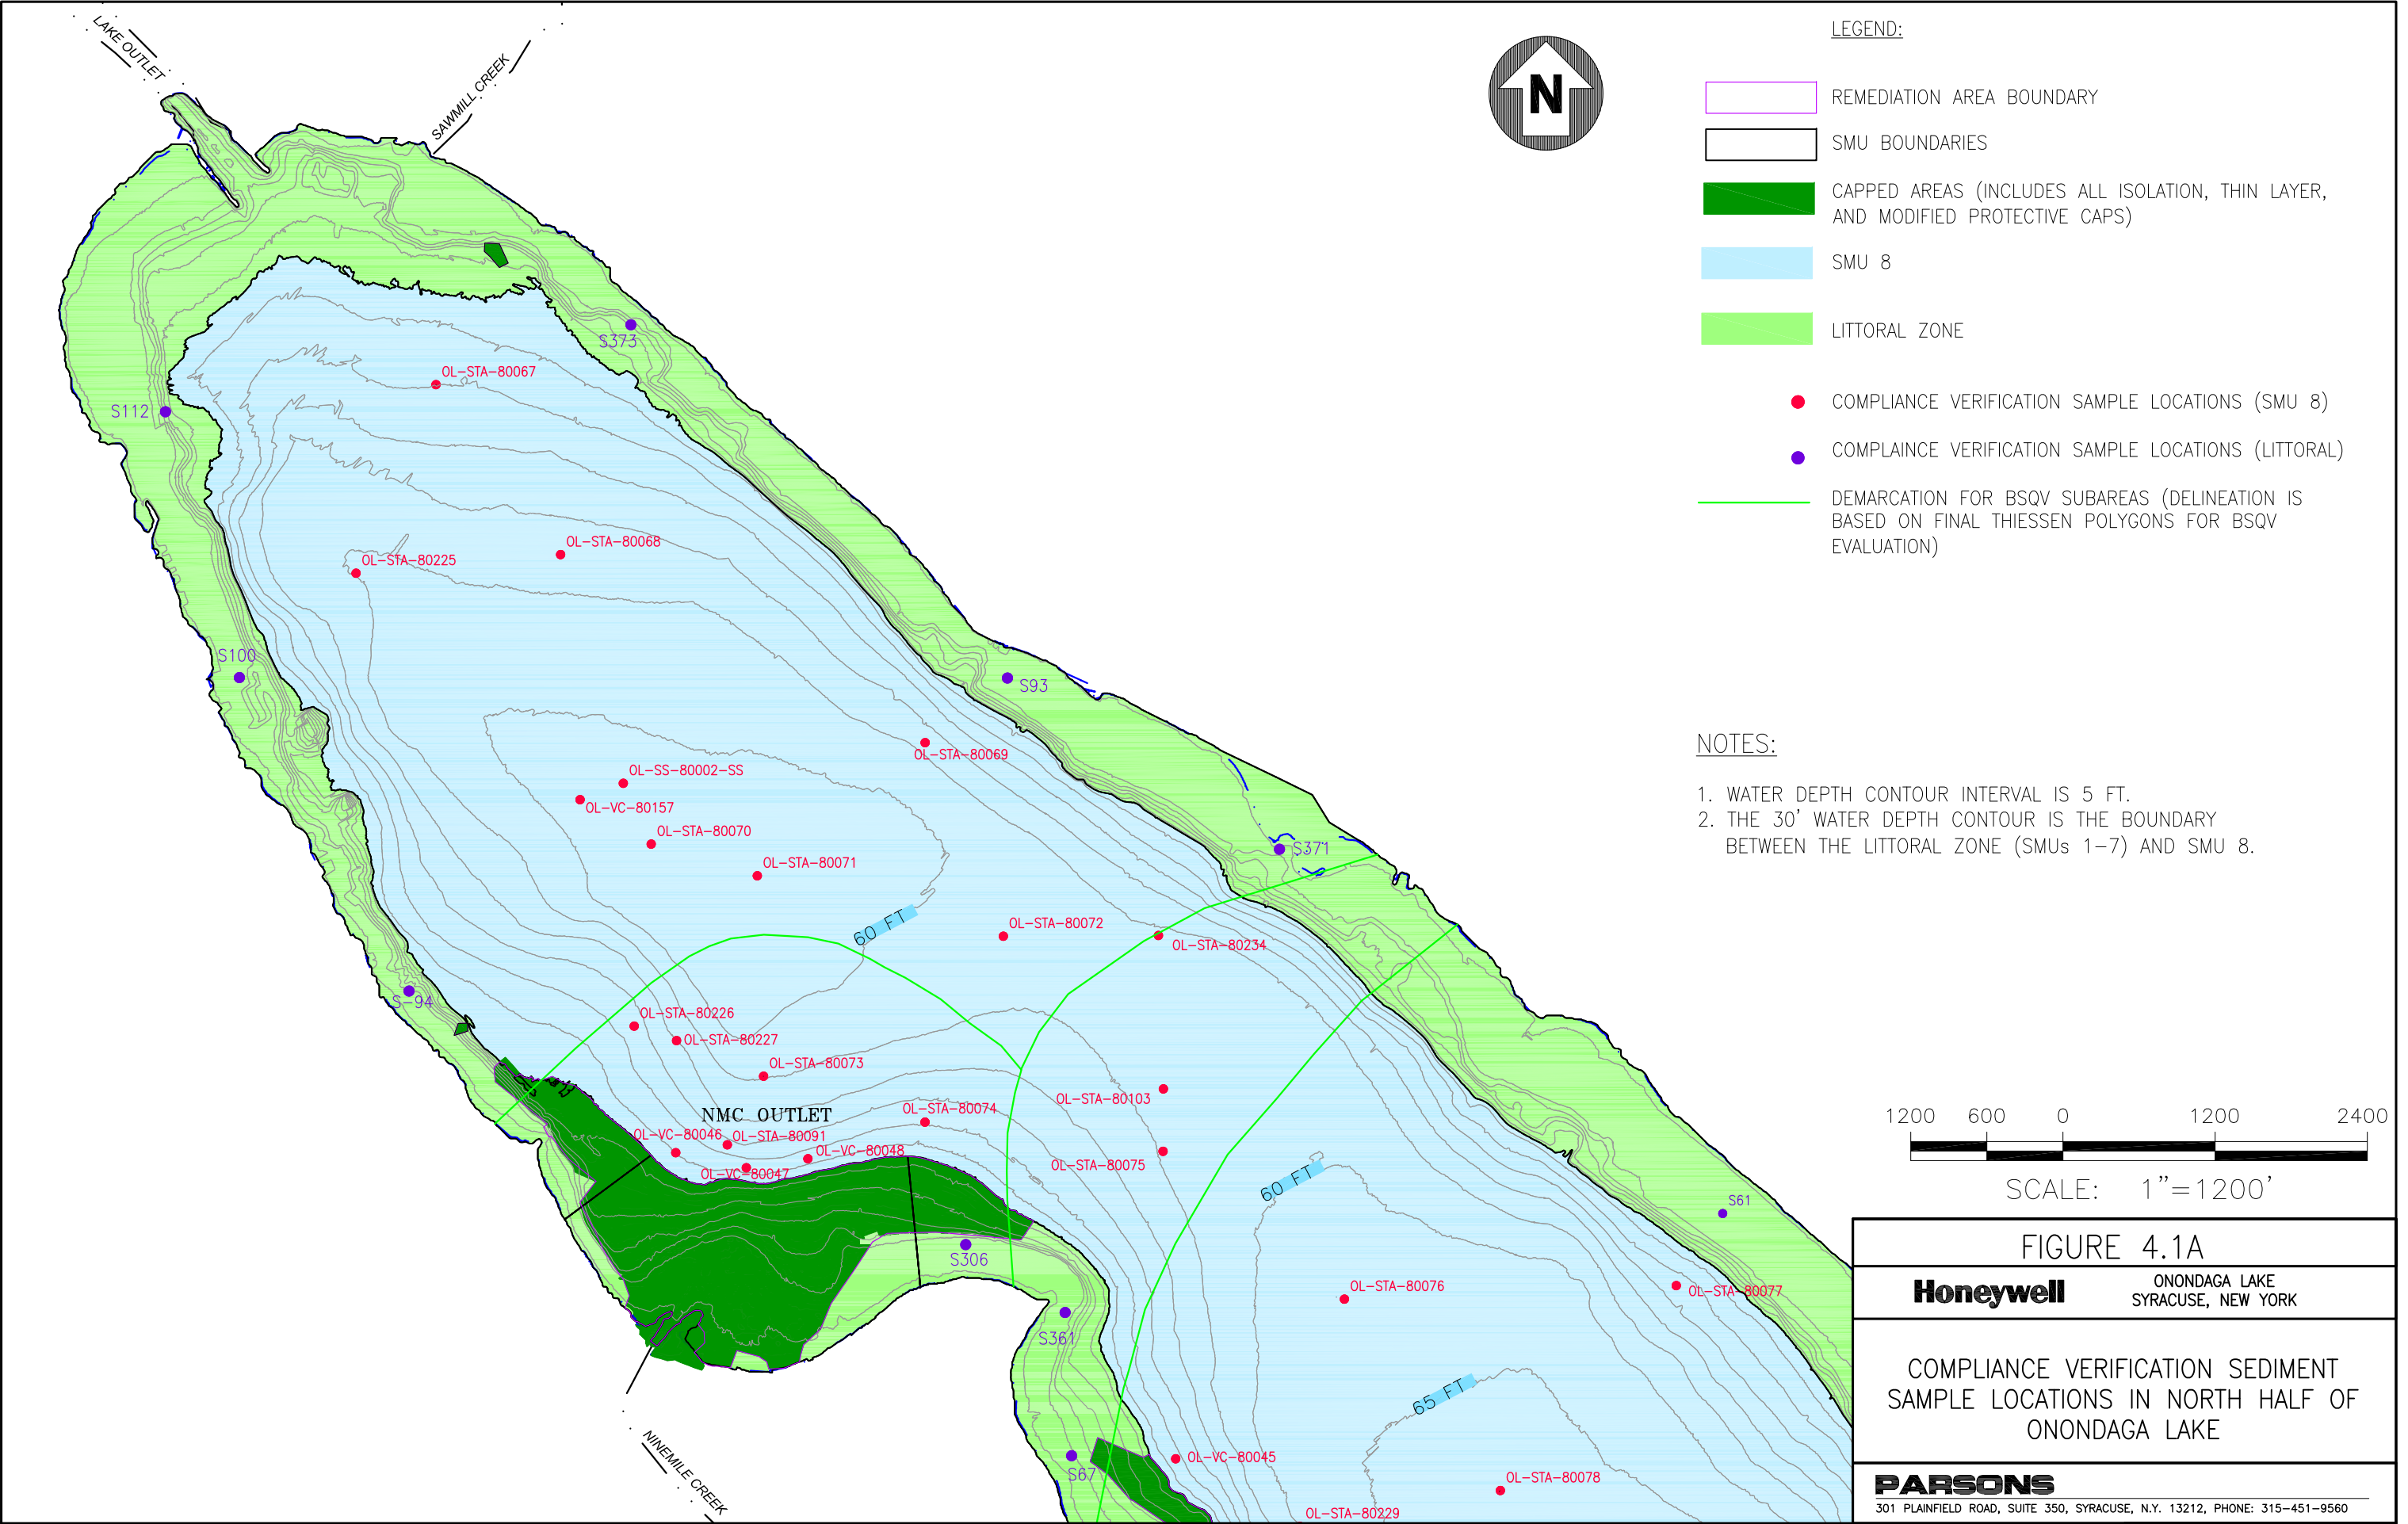 LAKE OUTLET
SAWMILL CREEK
N
LEGEND:
REMEDIATION AREA BOUNDARY
SMU BOUNDARIES
CAPPED AREAS (INCLUDES ALL ISOLATION, THIN LAYER,
AND MODIFIED PROTECTIVE CAPS)
SMU 8
LITTORAL ZONE
COMPLIANCE VERIFICATION SAMPLE LOCATIONS (SMU 8)
COMPLAINCE VERIFICATION SAMPLE LOCATIONS (LITTORAL)
DEMARCATION FOR BSQV SUBAREAS (DELINEATION IS
BASED ON FINAL THIESSEN POLYGONS FOR BSQV
EVALUATION)
NOTES:
1. WATER DEPTH CONTOUR INTERVAL IS 5 FT.
2. THE 30' WATER DEPTH CONTOUR IS THE BOUNDARY
BETWEEN THE LITTORAL ZONE (SMUs 1-7) AND SMU 8.
S373
OL-STA-80067
S112
OL-STA-80068
OL-STA-80225
S100
S93
OL-STA-80069
OL-SS-80002-SS
OL-VC-80157
OL-STA-80070
OL-STA-80071
S371
60 FT
OL-STA-80072
OL-STA-80234
S-94
OL-STA-80226
OL-STA-80227
OL-STA-80073
OL-STA-80103
NMC OUTLET
OL-STA-80074
OL-VC-80046
OL-STA-80091
OL-VC-80048
OL-VC-80047
OL-STA-80075
60 FT
S61
S306
OL-STA-80076
OL-STA-80077
S361
65 FT
S67
OL-VC-80045
OL-STA-80078
OL-STA-80229
NINEMILE CREEK
1200 600 0 1200 2400
SCALE: 1"=1200'
FIGURE 4.1A
Honeywell
ONONDAGA LAKE
SYRACUSE, NEW YORK
COMPLIANCE VERIFICATION SEDIMENT
SAMPLE LOCATIONS IN NORTH HALF OF
ONONDAGA LAKE
PARSONS
301 PLAINFIELD ROAD, SUITE 350, SYRACUSE, N.Y. 13212, PHONE: 315-451-9560